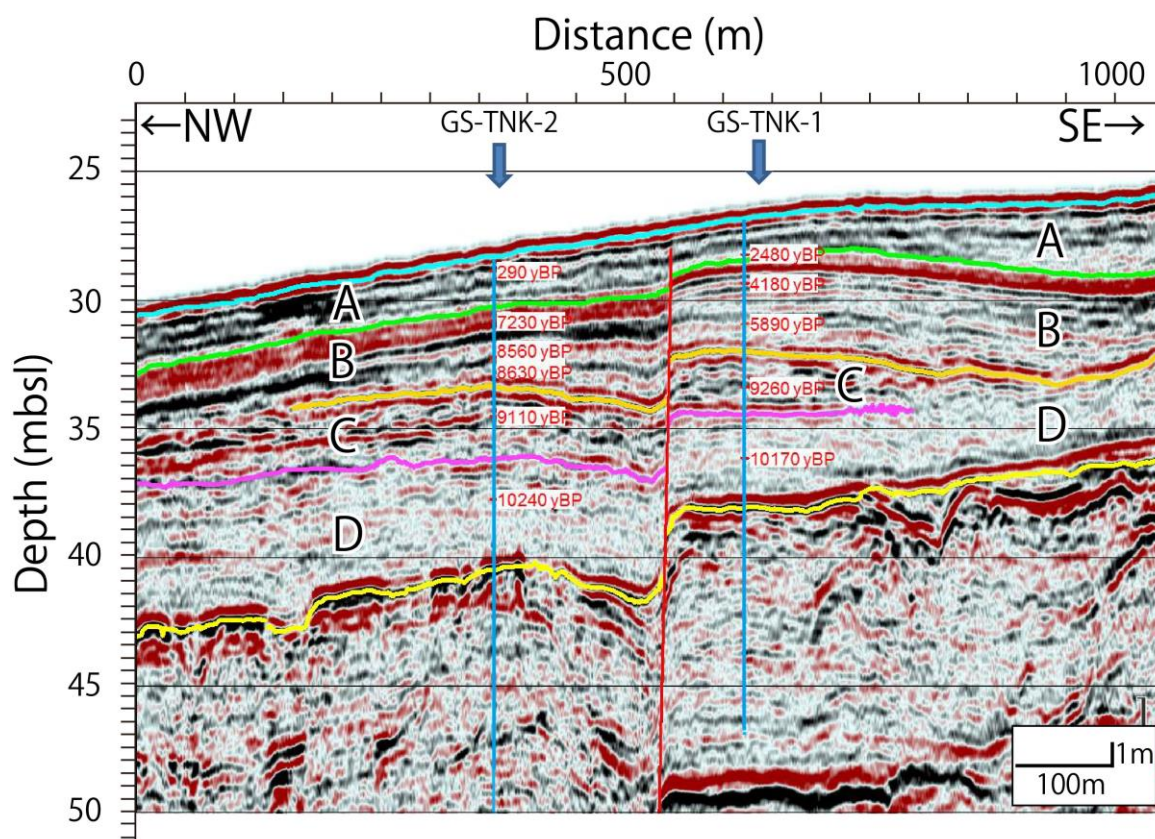 Distance (m)
0 500 1000
←NW GS-TNK-2 GS-TNK-1 SE→
Depth (mbsl)
25
30
35
40
45
50
A
B
C
D
A
B
C
D
290 yBP
7230 yBP
8560 yBP
8630 yBP
9110 yBP
10240 yBP
2480 yBP
4180 yBP
5890 yBP
9260 yBP
10170 yBP
1m
100m